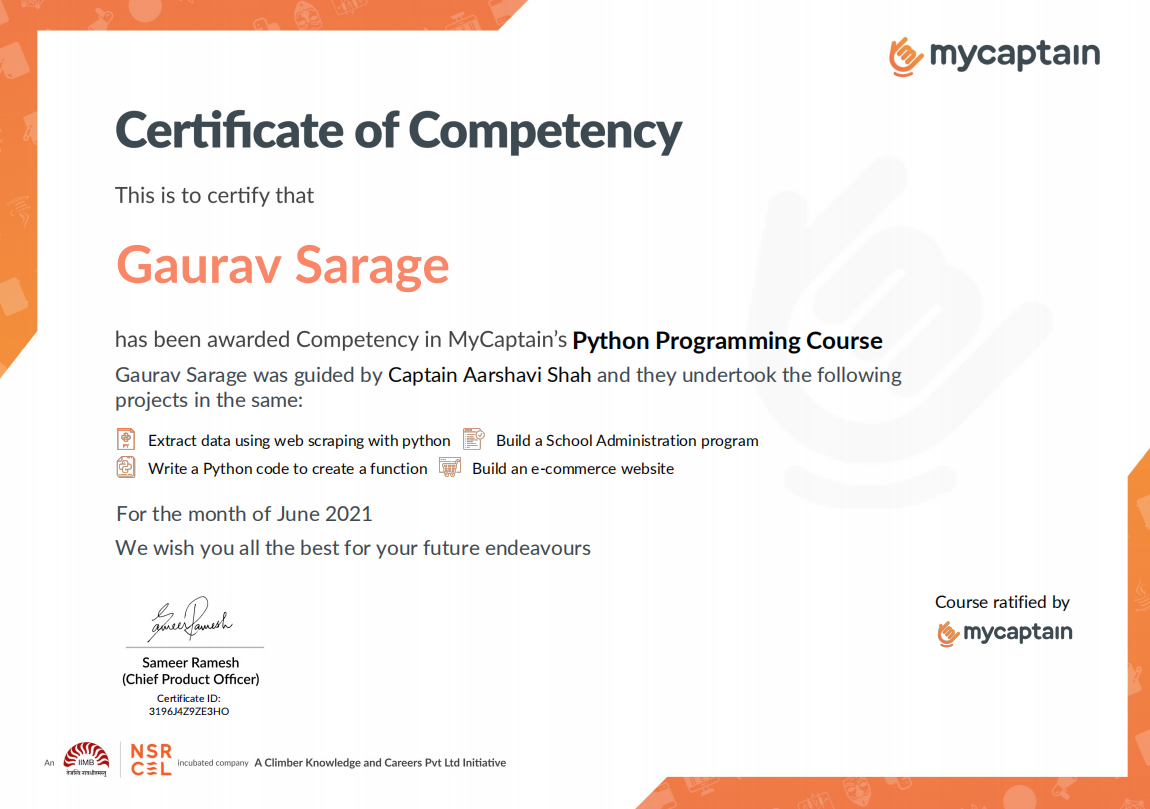 mycaptain
Certificate of Competency
This is to certify that
Gaurav Sarage
has been awarded Competency in MyCaptain's Python Programming Course
Gaurav Sarage was guided by Captain Aarshavi Shah and they undertook the following
projects in the same:
PY Extract data using web scraping with python Build a School Administration program
Write a Python code to create a function Build an e-commerce website
For the month of June 2021
We wish you all the best for your future endeavours
Course ratified by
mycaptain
Sameer Ramesh
Sameer Ramesh
(Chief Product Officer)
Certificate ID:
3196J4Z9ZE3HO
An IIMB NSRCEL incubated company A Climber Knowledge and Careers Pvt Ltd Initiative